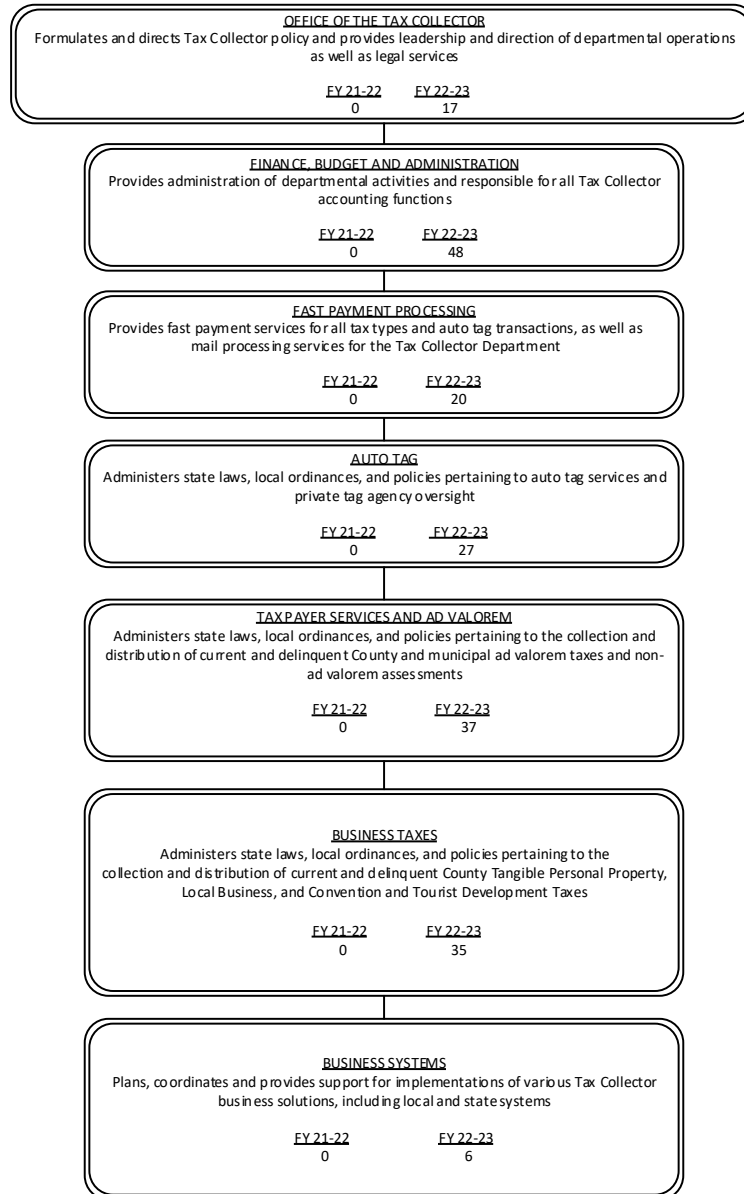 OFFICE OF THE TAX COLLECTOR
Formulates and directs Tax Collector policy and provides leadership and direction of departmental operations
as well as legal services
FY 21-22 FY 22-23
0 17
FINANCE, BUDGET AND ADMINISTRATION
Provides administration of departmental activities and responsible for all Tax Collector
accounting functions
FY 21-22 FY 22-23
0 48
FAST PAYMENT PROCESSING
Provides fast payment services for all tax types and auto tag transactions, as well as
mail processing services for the Tax Collector Department
FY 21-22 FY 22-23
0 20
AUTO TAG
Administers state laws, local ordinances, and policies pertaining to auto tag services and
private tag agency oversight
FY 21-22 FY 22-23
0 27
TAXPAYER SERVICES AND AD VALOREM
Administers state laws, local ordinances, and policies pertaining to the collection and
distribution of current and delinquent County and municipal ad valorem taxes and non-
ad valorem assessments
FY 21-22 FY 22-23
0 37
BUSINESS TAXES
Administers state laws, local ordinances, and policies pertaining to the
collection and distribution of current and delinquent County Tangible Personal Property,
Local Business, and Convention and Tourist Development Taxes
FY 21-22 FY 22-23
0 35
BUSINESS SYSTEMS
Plans, coordinates and provides support for implementations of various Tax Collector
business solutions, including local and state systems
FY 21-22 FY 22-23
0 6